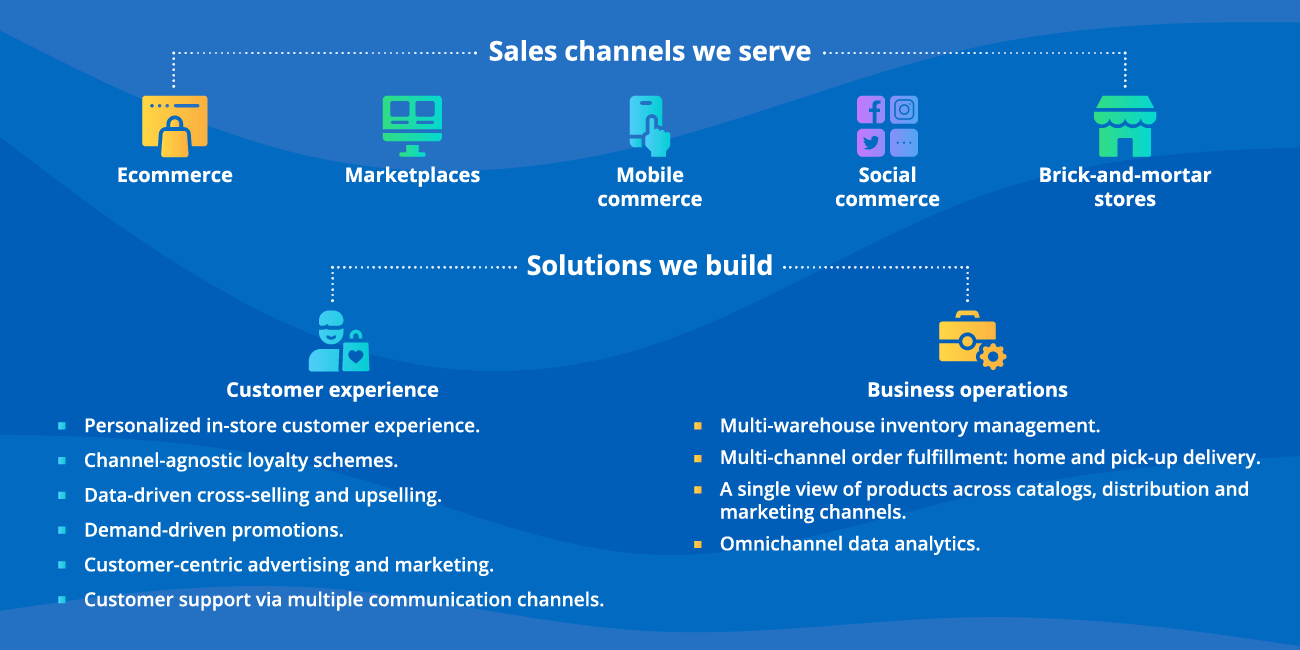 Sales channels we serve
Ecommerce
Marketplaces
Mobile
commerce
Social
commerce
Brick-and-mortar
stores
Solutions we build
Customer experience
Personalized in-store customer experience.
Channel-agnostic loyalty schemes.
Data-driven cross-selling and upselling.
Demand-driven promotions.
Customer-centric advertising and marketing.
Customer support via multiple communication channels.
Business operations
Multi-warehouse inventory management.
Multi-channel order fulfillment: home and pick-up delivery.
A single view of products across catalogs, distribution and
marketing channels.
Omnichannel data analytics.